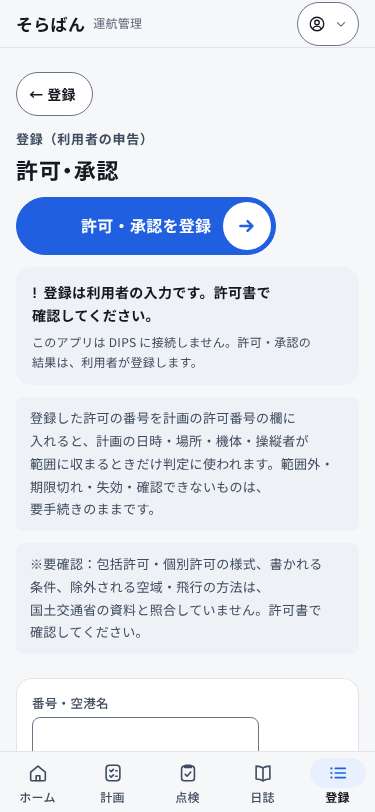 そらばん 運航管理
← 登録
登録（利用者の申告）
許可・承認
許可・承認を登録 →
! 登録は利用者の入力です。許可書で
確認してください。
このアプリは DIPS に接続しません。許可・承認の
結果は、利用者が登録します。
登録した許可の番号を計画の許可番号の欄に
入れると、計画の日時・場所・機体・操縦者が
範囲に収まるときだけ判定に使われます。範囲外・
期限切れ・失効・確認できないものは、
要手続きのままです。
※要確認：包括許可・個別許可の様式、書かれる
条件、除外される空域・飛行の方法は、
国土交通省の資料と照合していません。許可書で
確認してください。
番号・空港名
ホーム 計画 点検 日誌 登録